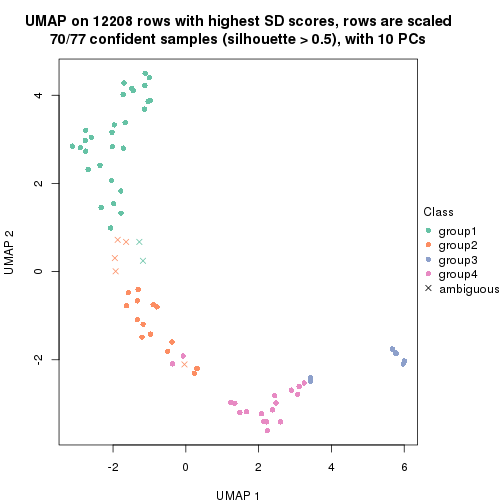 UMAP on 12208 rows with highest SD scores, rows are scaled
70/77 confident samples (silhouette > 0.5), with 10 PCs
4
2
0
-2
UMAP 2
-2
0
2
4
6
UMAP 1
Class
group1
group2
group3
group4
ambiguous